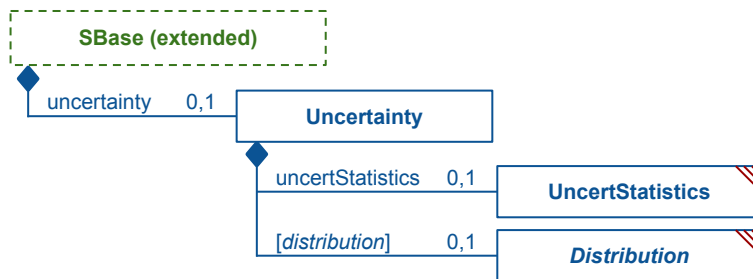 SBase (extended)
uncertainty 0,1
Uncertainty
uncertStatistics 0,1
UncertStatistics
[distribution] 0,1
Distribution